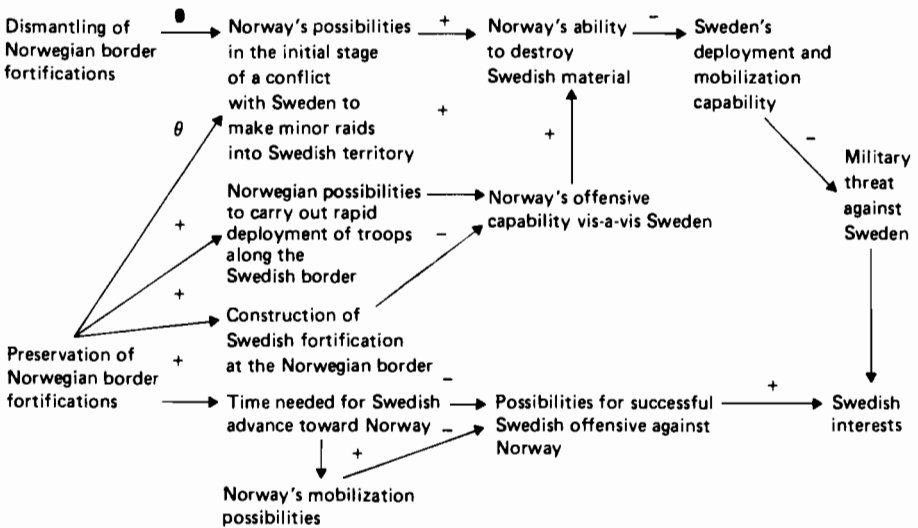 Dismantling of
Norwegian border
fortifications
θ
Norway's possibilities
in the initial stage
of a conflict
with Sweden to
make minor raids
into Swedish territory
+
Norway's ability
to destroy
Swedish material
−
Sweden's
deployment and
mobilization
capability
−
Military
threat
against
Sweden
θ
+
+
Norwegian possibilities
to carry out rapid
deployment of troops
along the
Swedish border
+
−
Norway's offensive
capability vis-a-vis Sweden
+
Construction of
Swedish fortification
at the Norwegian border
Preservation of
Norwegian border
fortifications
+
−
Time needed for Swedish
advance toward Norway
−
Possibilities for successful
Swedish offensive against
Norway
+
Swedish
interests
+
Norway's mobilization
possibilities